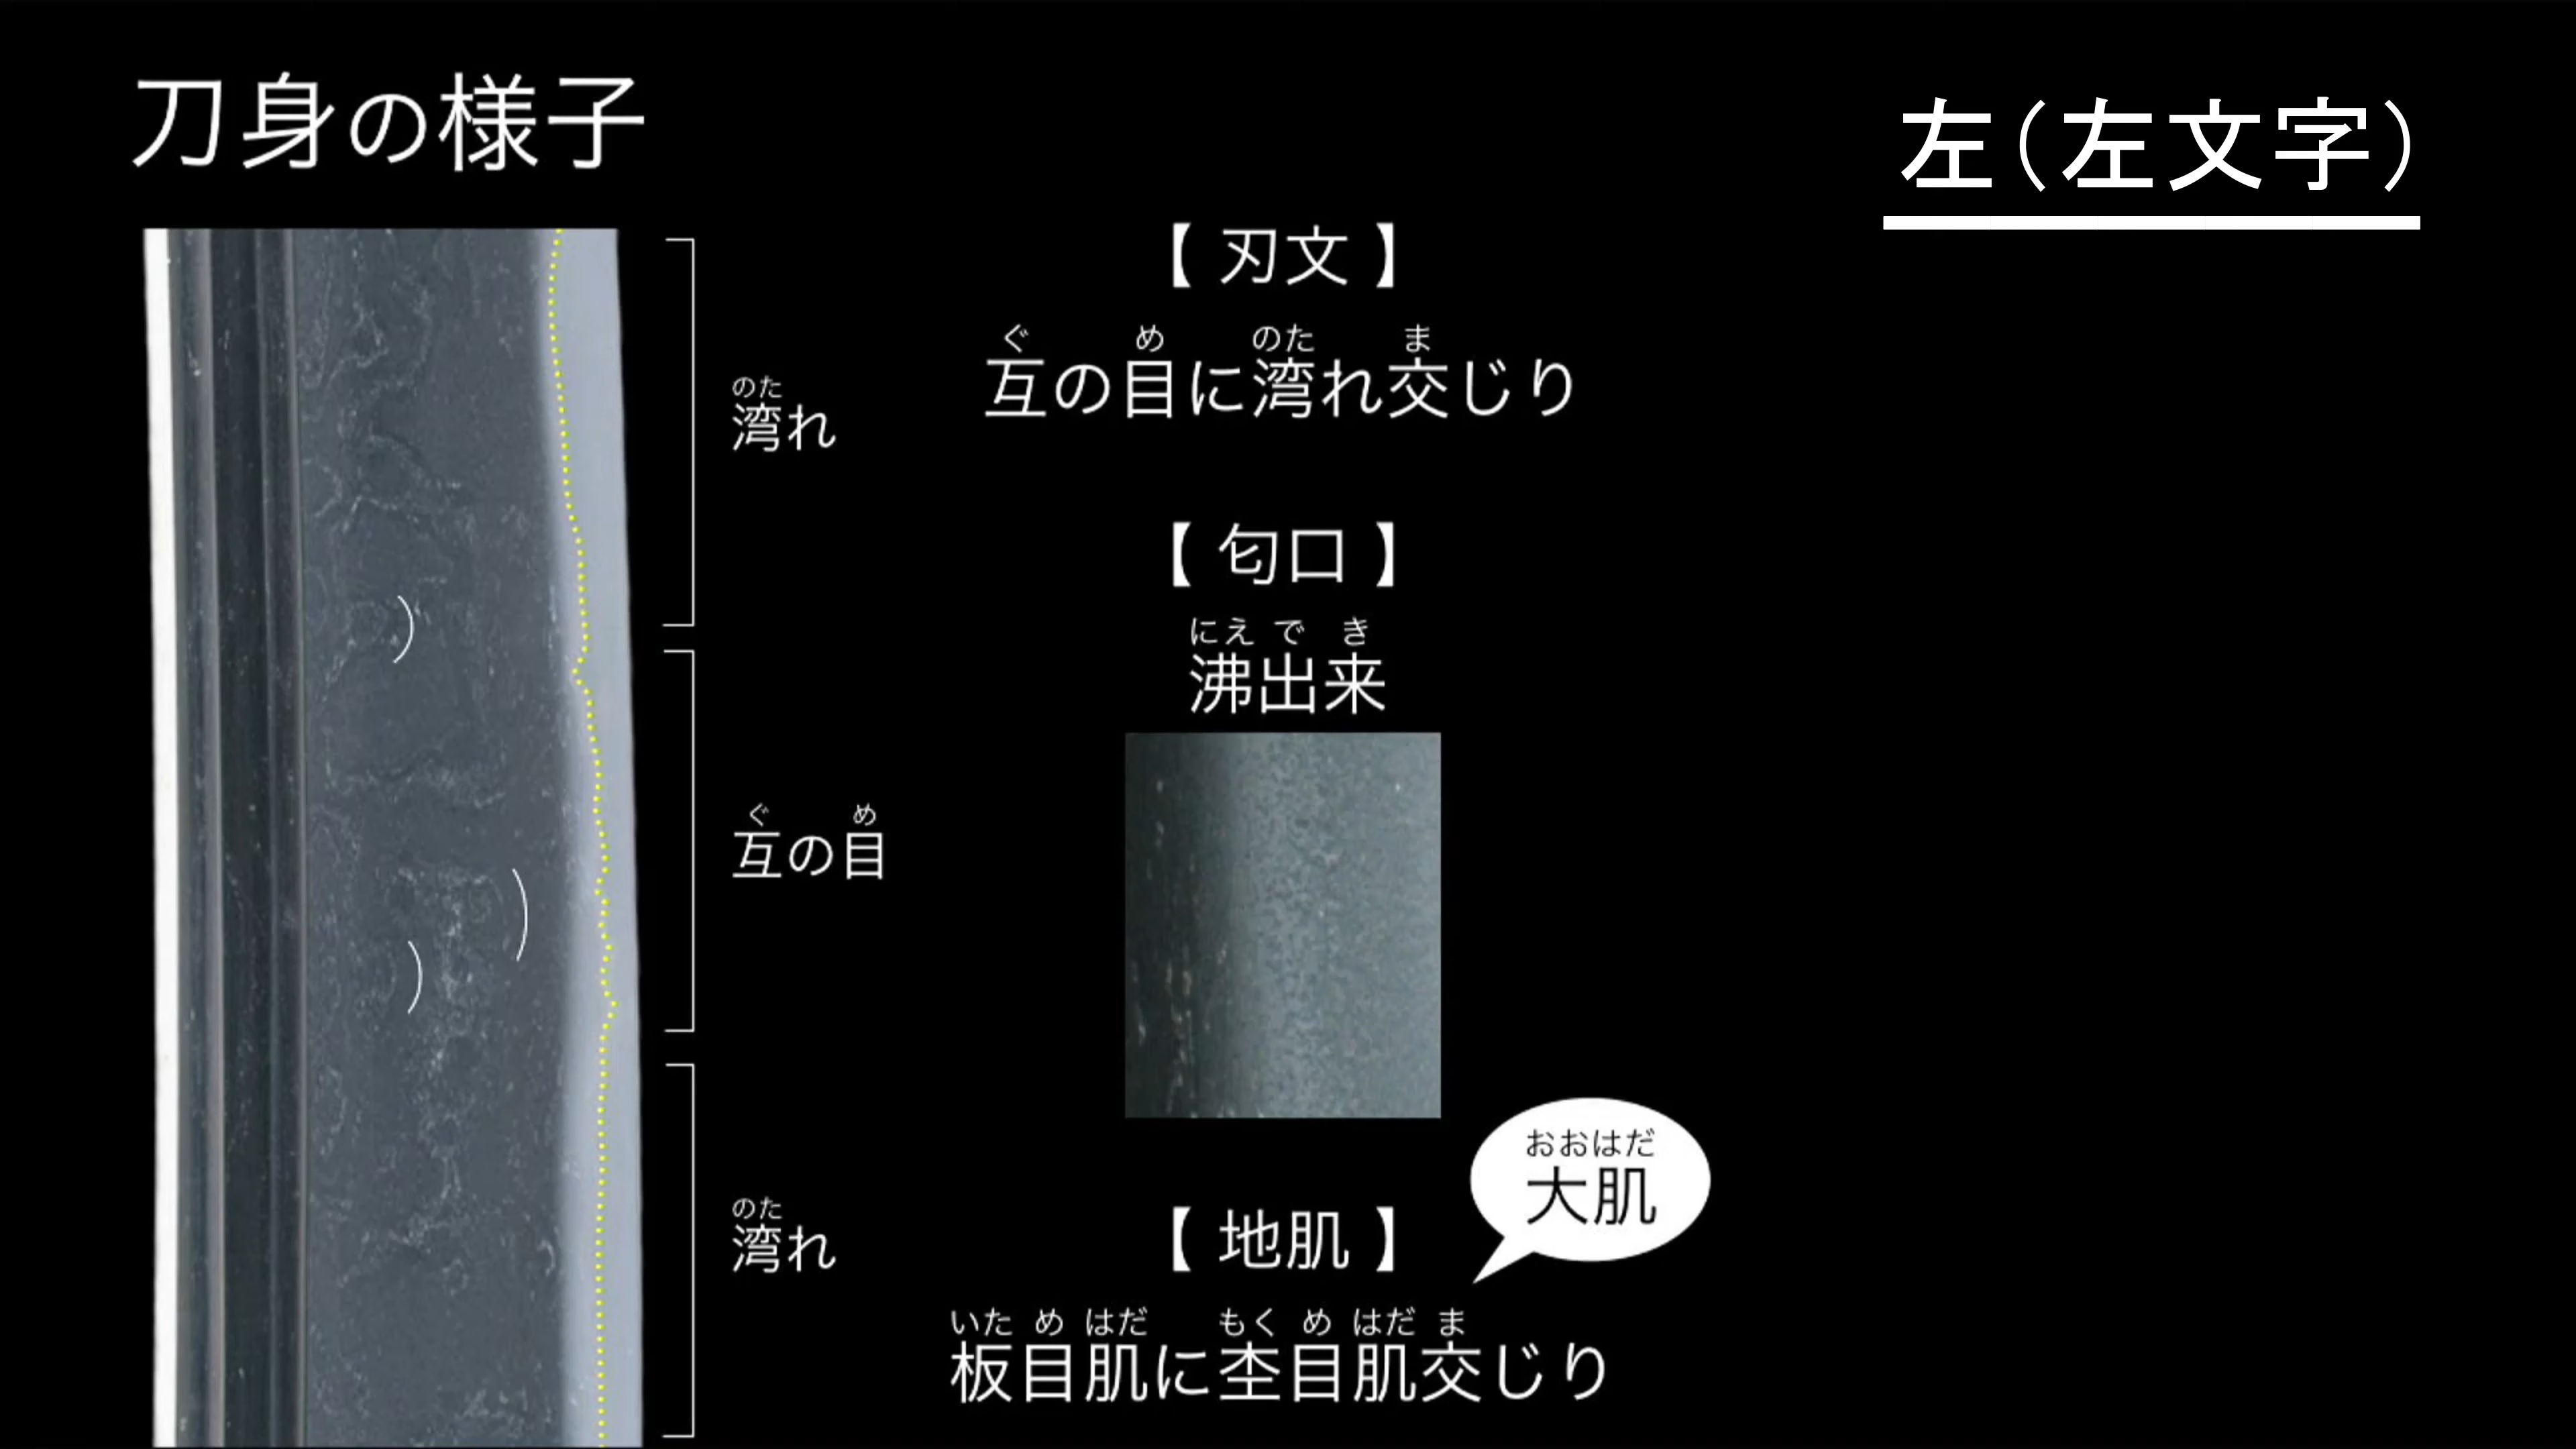 刀身の様子
左(左文字)
のた
湾れ
ぐ め
互の目
のた
湾れ
【 刃文 】
ぐ め のた ま
互の目に湾れ交じり
【 匂口 】
にえ で き
沸出来
おおはだ
大肌
【 地肌 】
いた め はだ もく め はだ ま
板目肌に杢目肌交じり